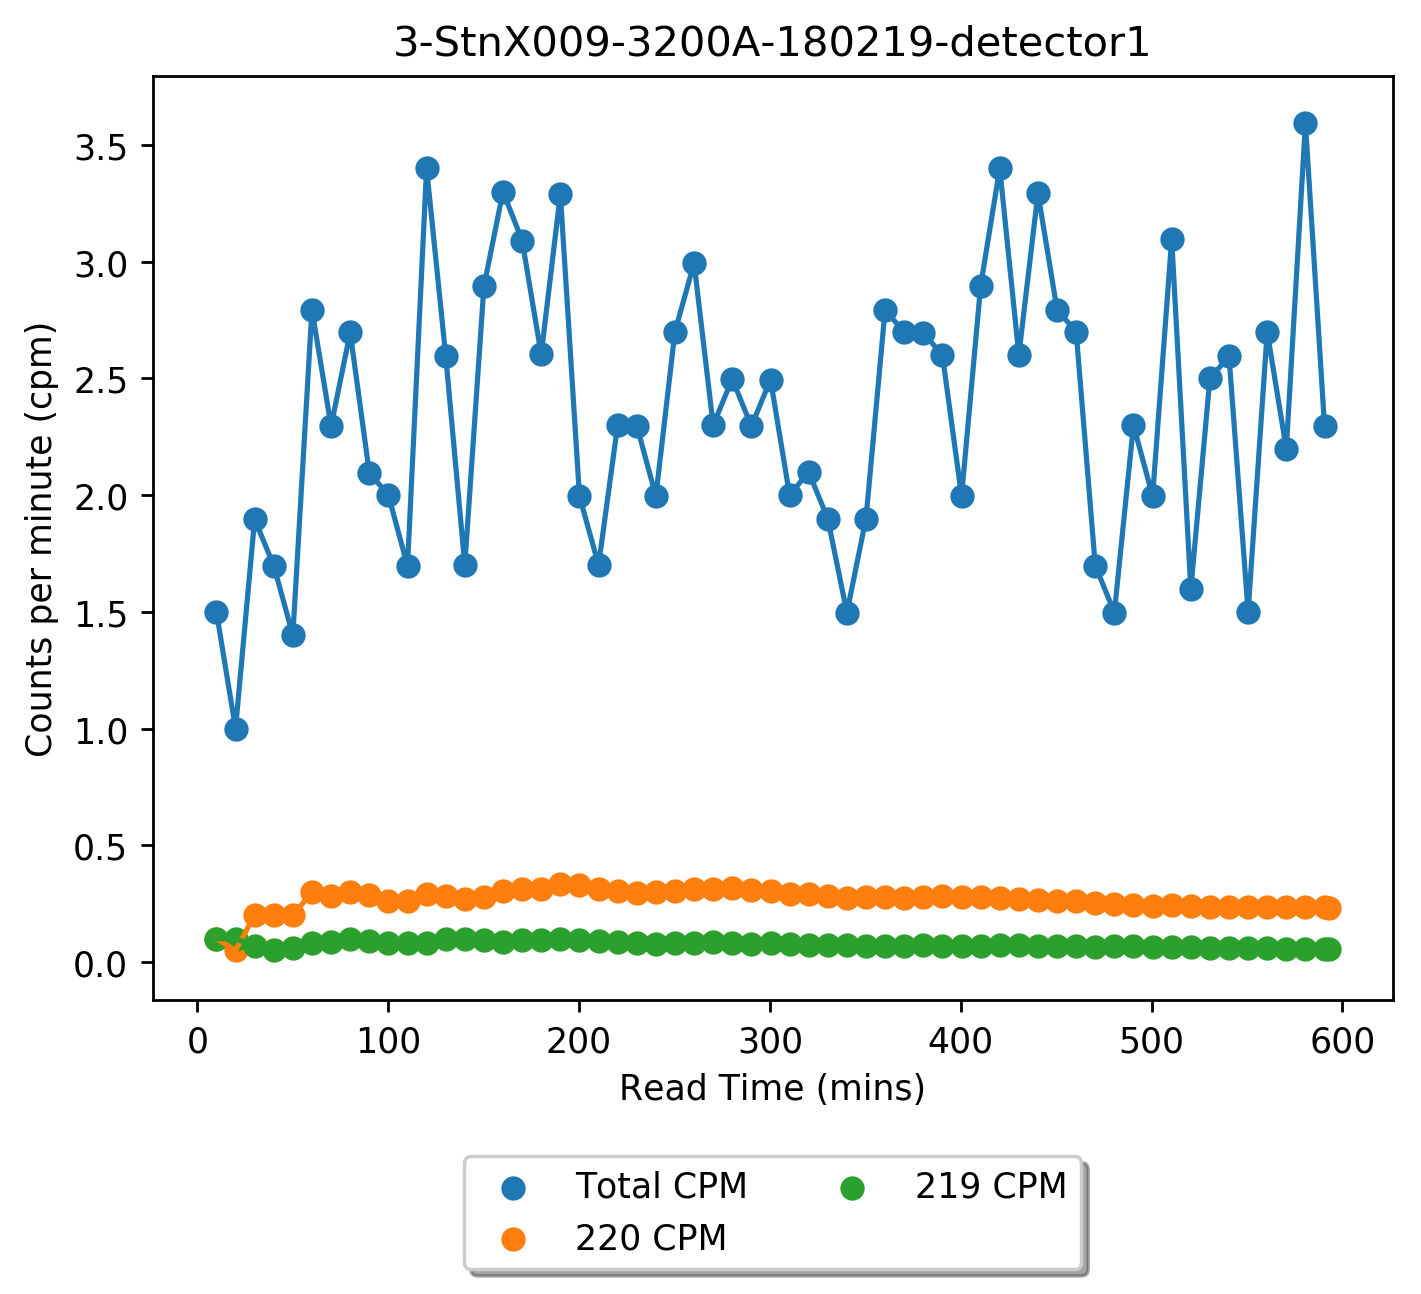 3-StnX009-3200A-180219-detector1
Counts per minute (cpm)
3.5
3.0
2.5
2.0
1.5
1.0
0.5
0.0
0 100 200 300 400 500 600
Read Time (mins)
Total CPM 219 CPM
220 CPM